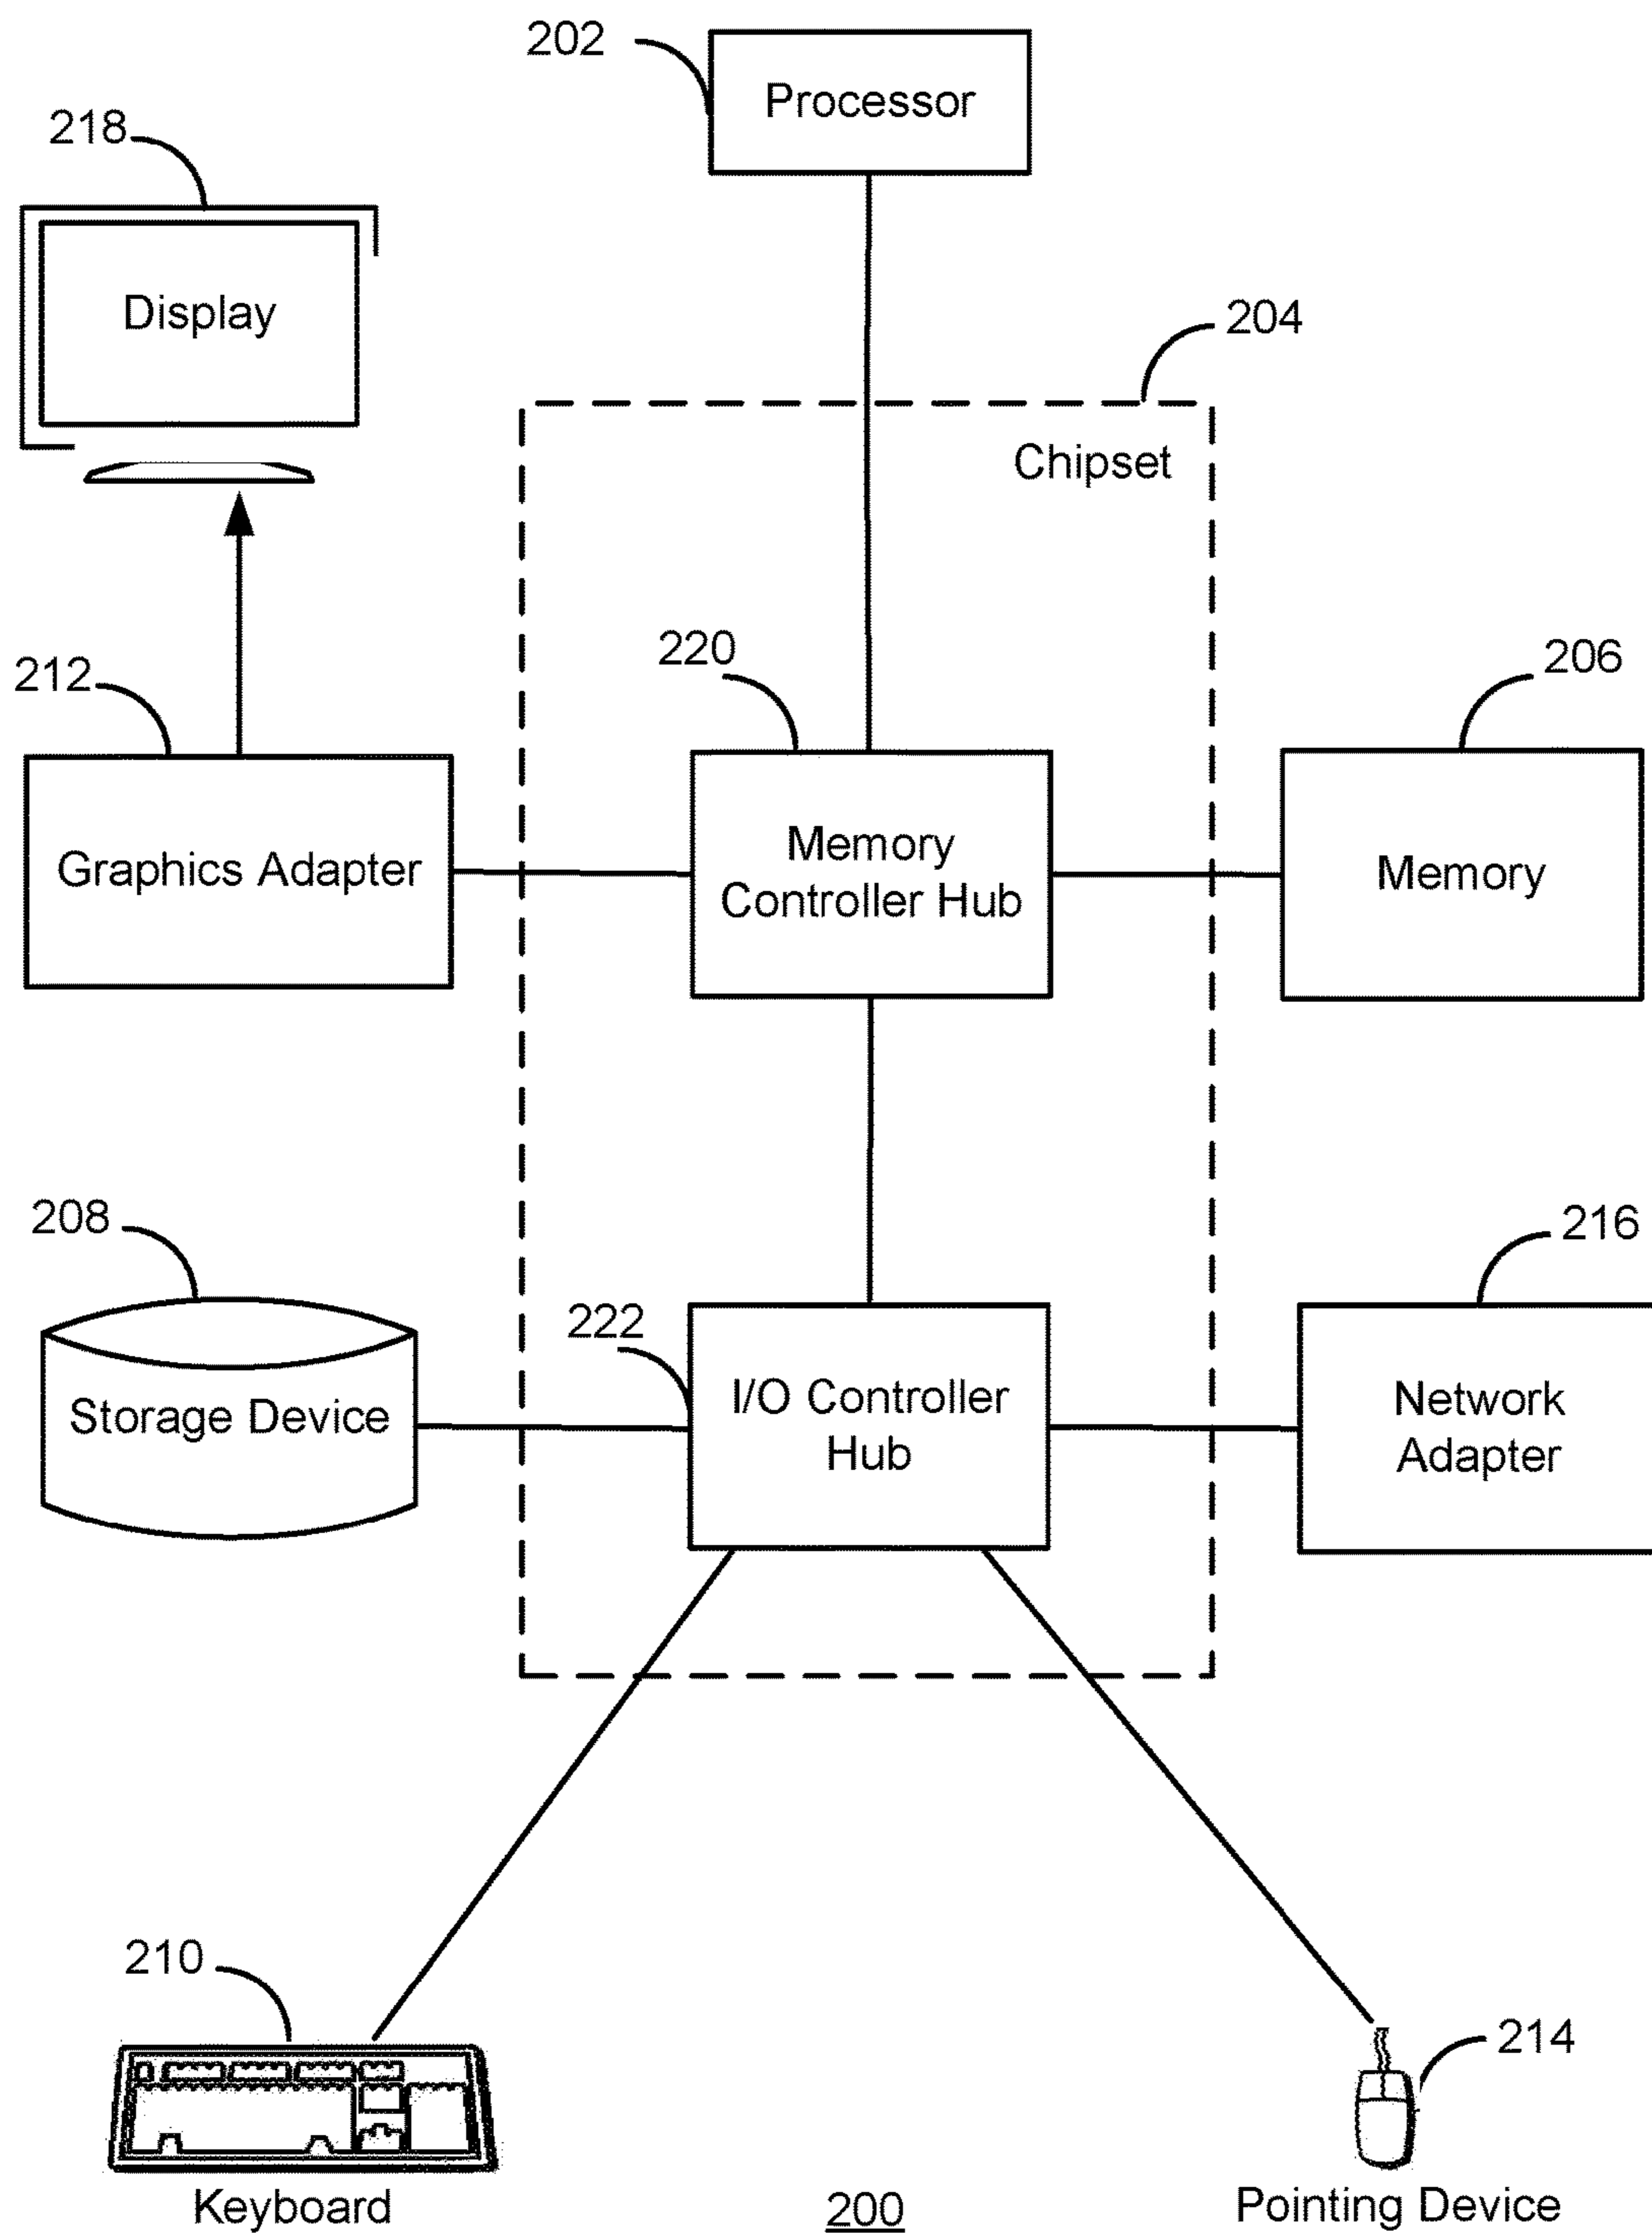 202
Processor
218
Display
204
Chipset
220
206
212
Memory
Controller Hub
Graphics Adapter
Memory
208
216
222
I/O Controller
Hub
Storage Device
Network
Adapter
210
214
Keyboard
200
Pointing Device